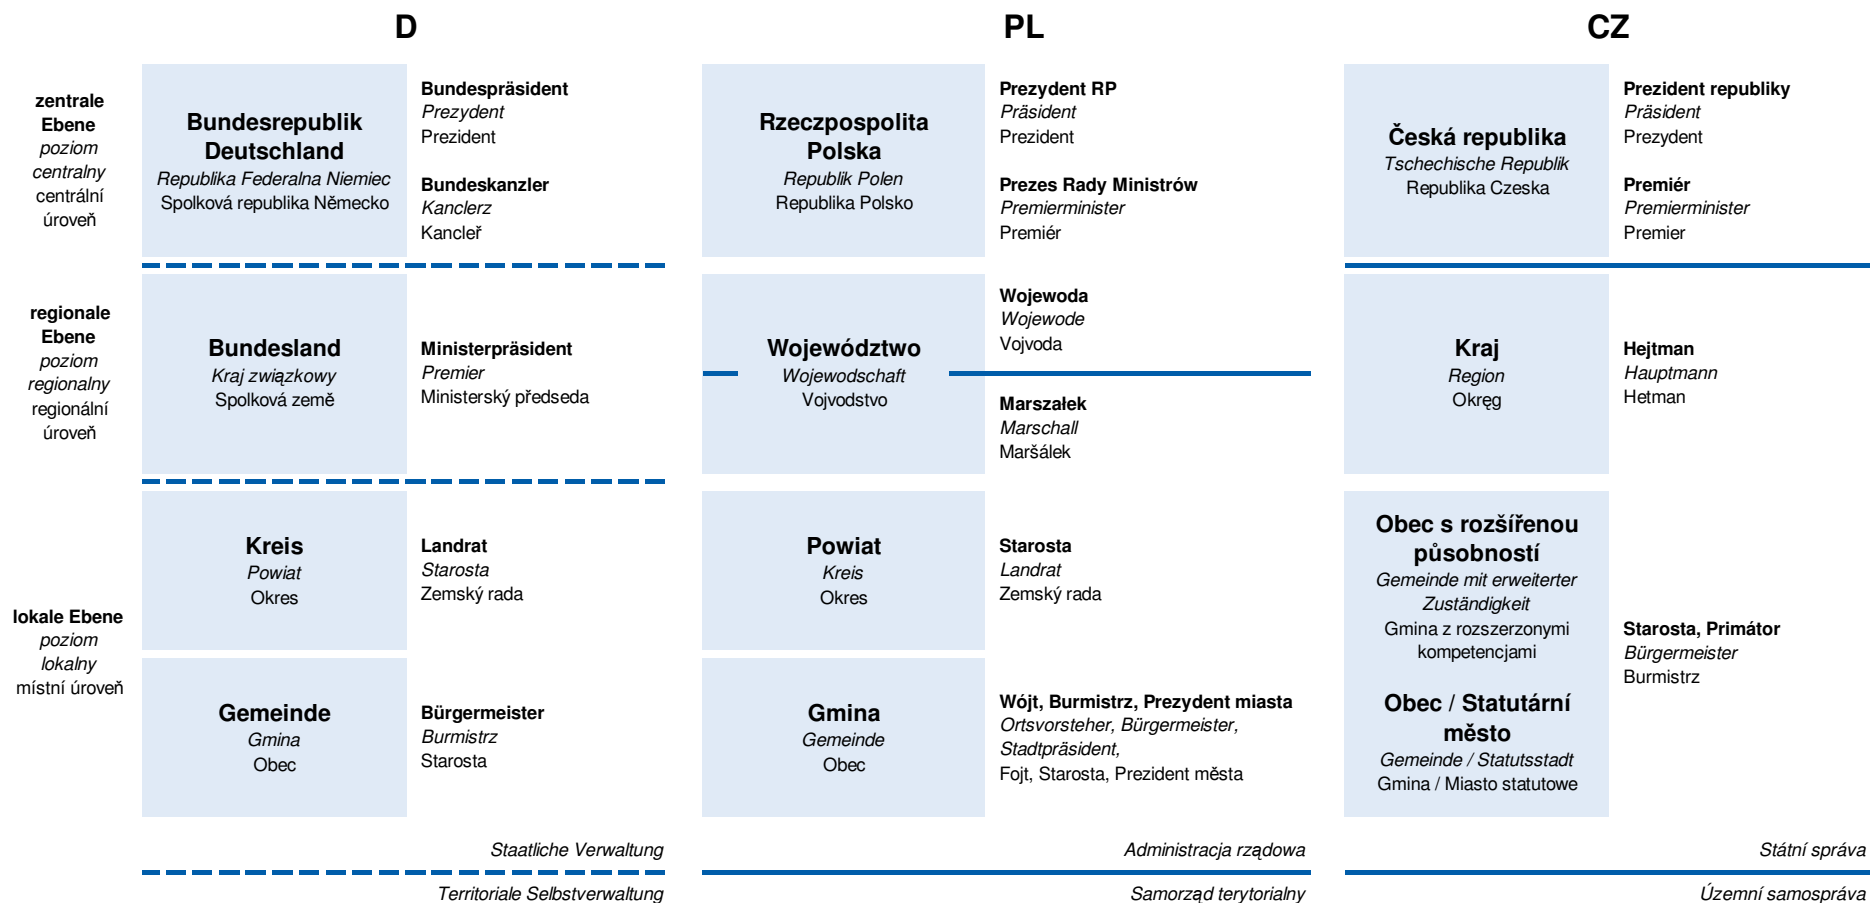 D
PL
CZ
zentrale
Ebene
poziom
centralny
centrální
úroveň
Bundesrepublik
Deutschland
Republika Federalna Niemiec
Spolková republika Německo
Bundespräsident
Prezydent
Prezident
Bundeskanzler
Kanclerz
Kancleř
Rzeczpospolita
Polska
Republik Polen
Republika Polsko
Prezydent RP
Präsident
Prezident
Prezes Rady Ministrów
Premierminister
Premiér
Česká republika
Tschechische Republik
Republika Czeska
Prezident republiky
Präsident
Prezydent
Premiér
Premierminister
Premier
regionale
Ebene
poziom
regionalny
regionální
úroveň
Bundesland
Kraj związkowy
Spolková země
Ministerpräsident
Premier
Ministerský předseda
Województwo
Wojewodschaft
Vojvodstvo
Wojewoda
Wojewode
Vojvoda
Marszałek
Marschall
Maršálek
Kraj
Region
Okręg
Hejtman
Hauptmann
Hetman
lokale Ebene
poziom
lokalny
místní úroveň
Kreis
Powiat
Okres
Landrat
Starosta
Zemský rada
Gemeinde
Gmina
Obec
Bürgermeister
Burmistrz
Starosta
Powiat
Kreis
Okres
Starosta
Landrat
Zemský rada
Gmina
Gemeinde
Obec
Wójt, Burmistrz, Prezydent miasta
Ortsvorsteher, Bürgermeister,
Stadtpräsident,
Fojt, Starosta, Prezident města
Obec s rozšířenou
působností
Gemeinde mit erweiterter
Zuständigkeit
Gmina z rozszerzonymi
kompetencjami
Obec / Statutární
město
Gemeinde / Statutsstadt
Gmina / Miasto statutowe
Starosta, Primátor
Bürgermeister
Burmistrz
Staatliche Verwaltung
Territoriale Selbstverwaltung
Administracja rządowa
Samorząd terytorialny
Státní správa
Územní samospráva